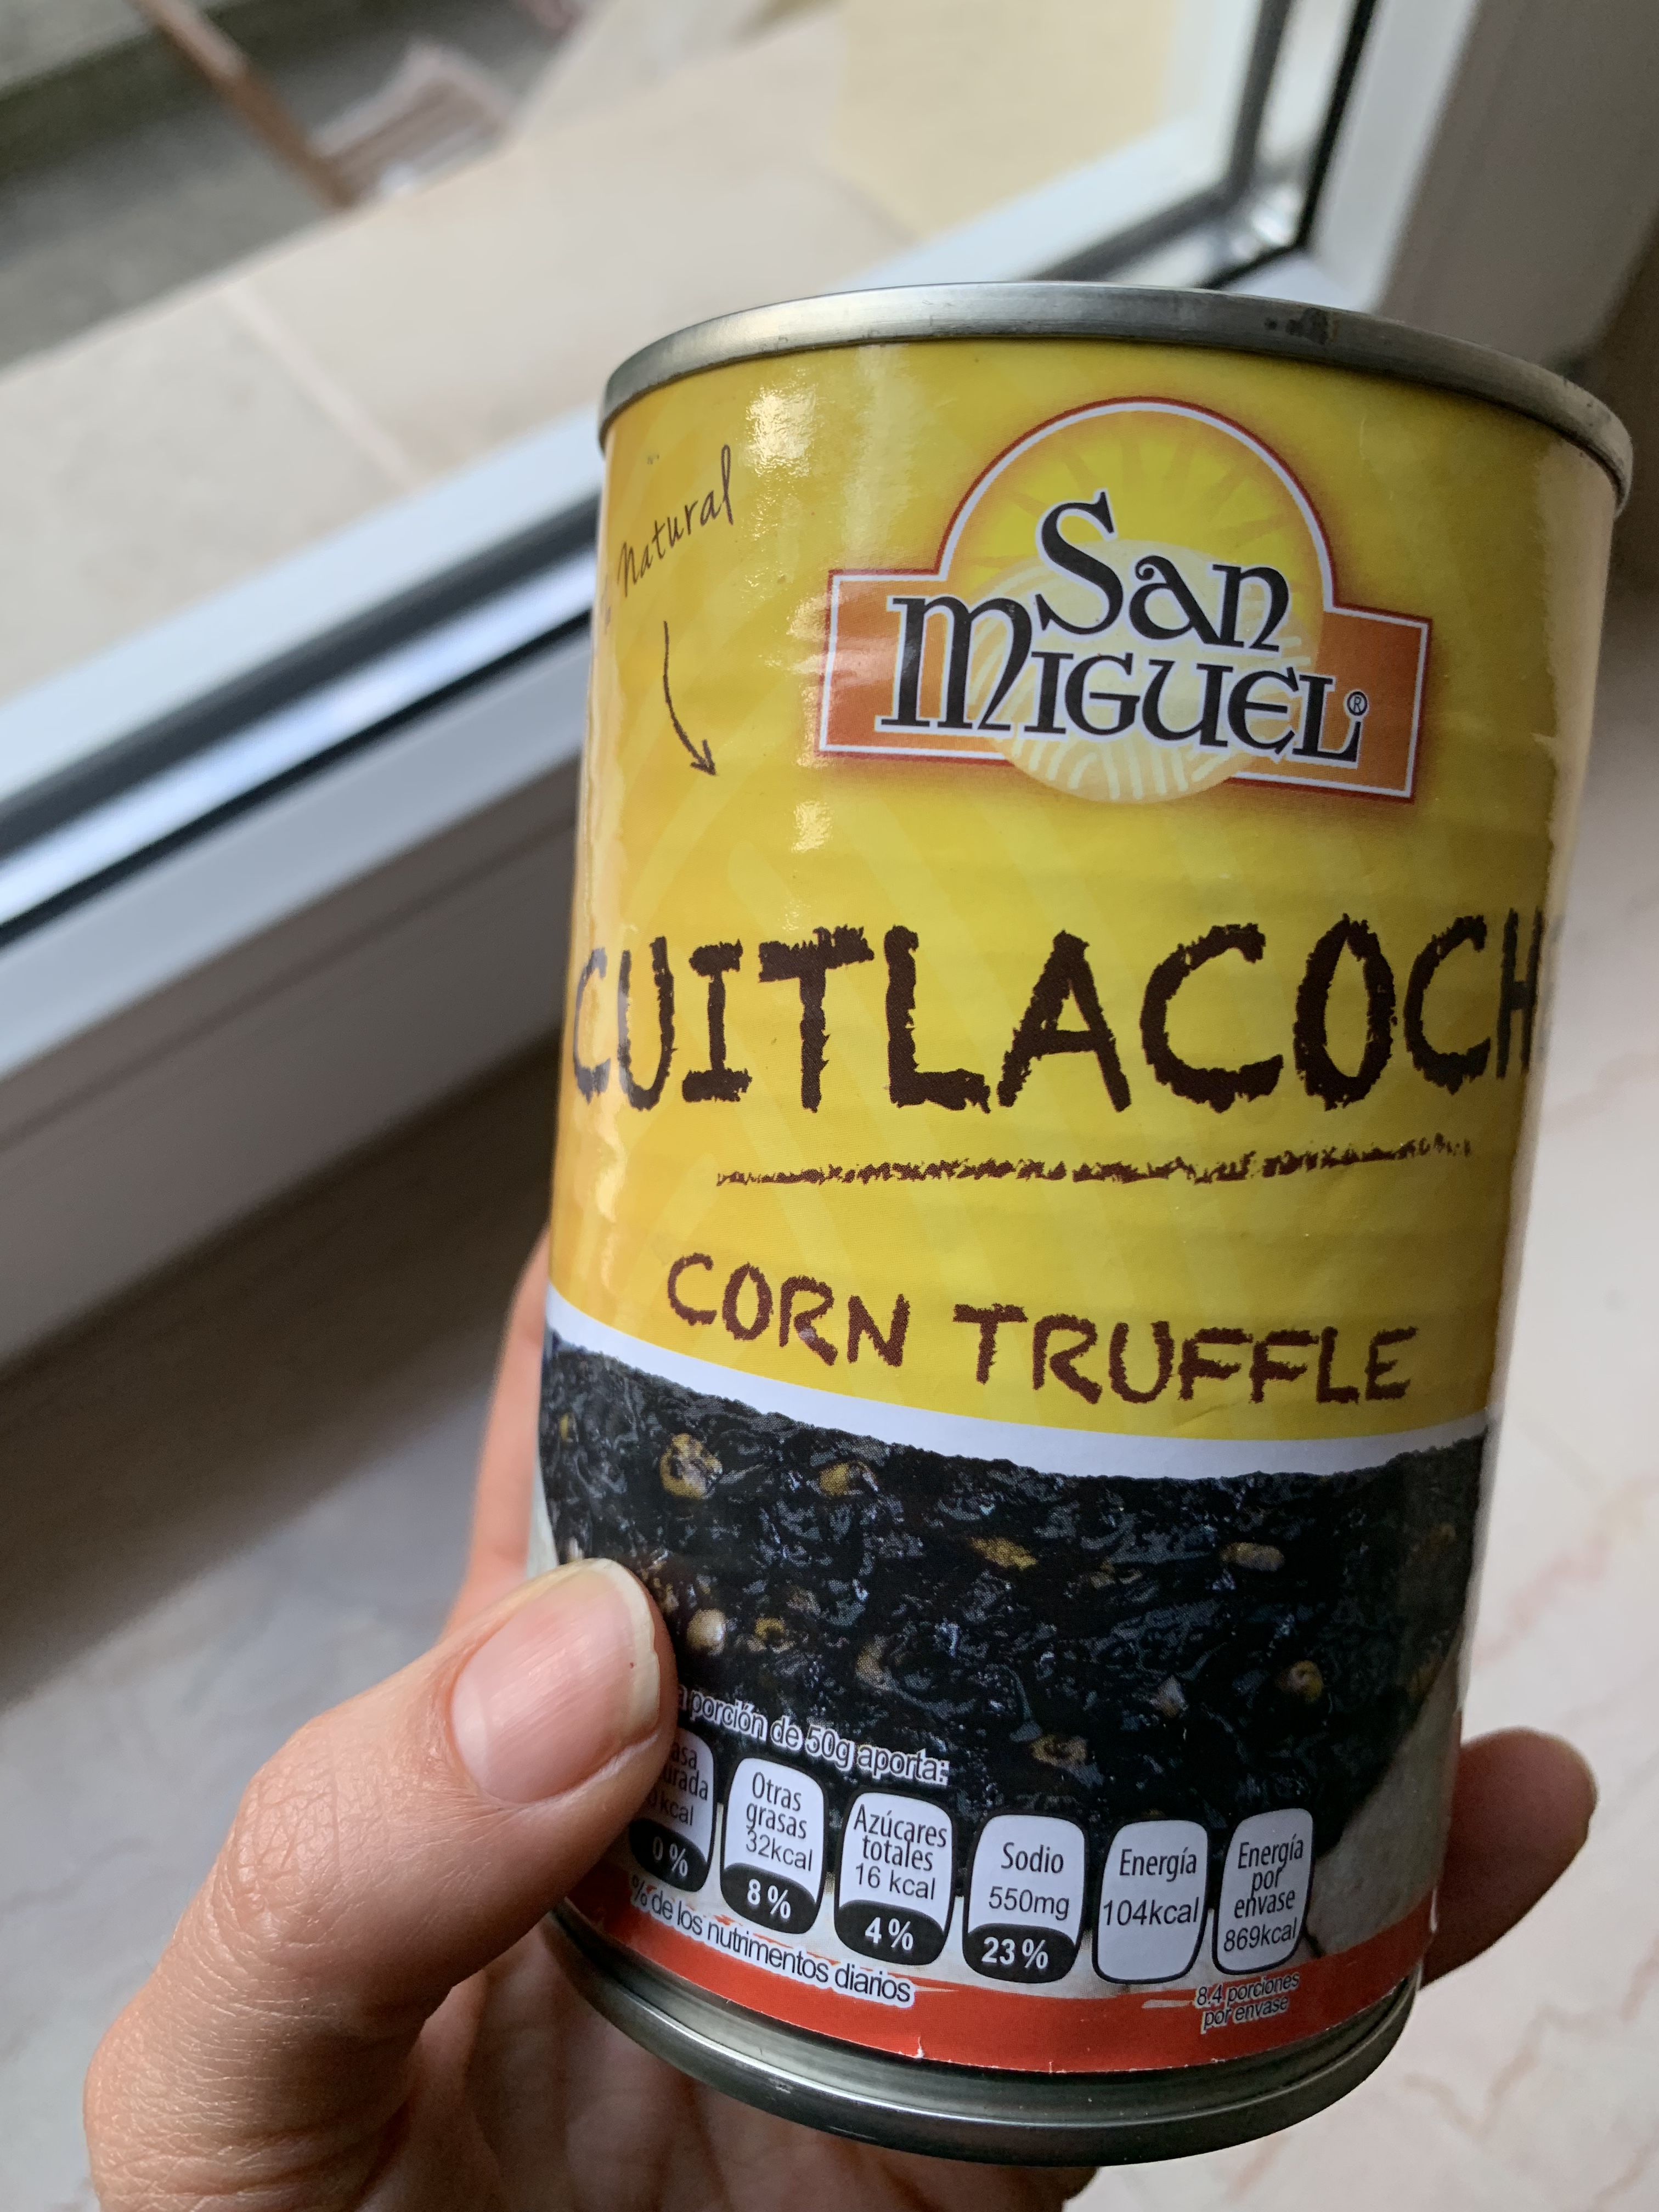 Natural
San
Miguel®
CUITLACOCH
CORN TRUFFLE
porción de 50g aporta:
kcal
0 %
Otras
grasas
32kcal
8 %
Azúcares
totales
16 kcal
4 %
Sodio
550mg
23 %
Energía
104kcal
Energía
por
envase
869kcal
% de los nutrimentos diarios
8.4 porciones
por envase